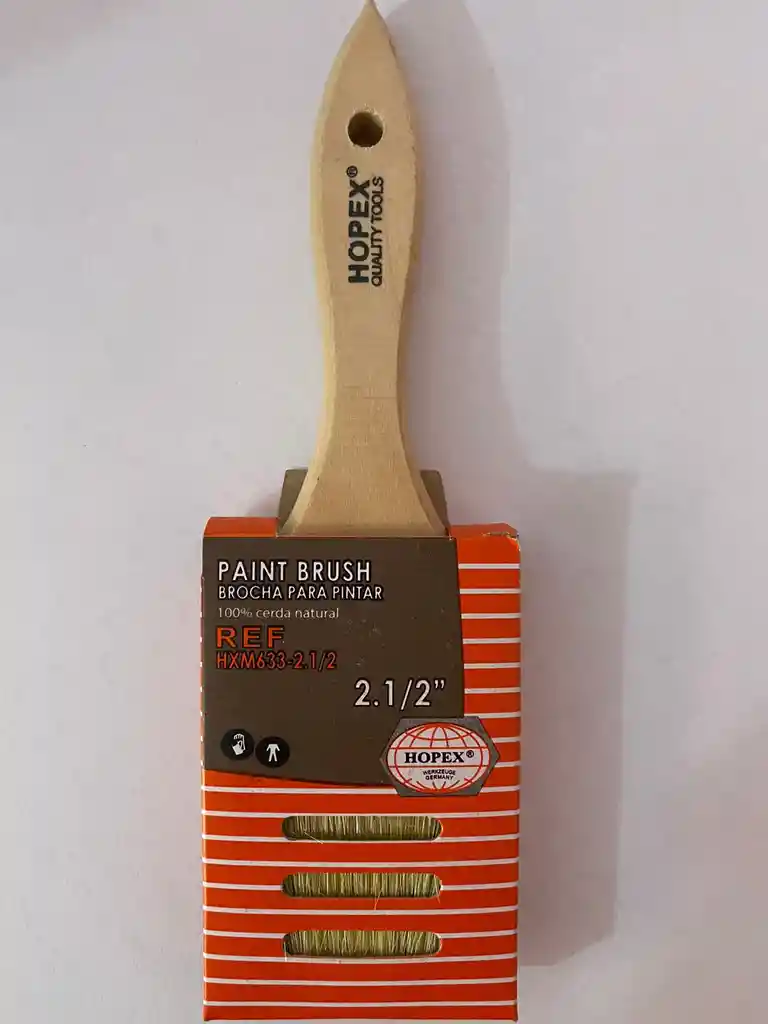 HOPEX®
QUALITY TOOLS
PAINT BRUSH
BROCHA PARA PINTAR
100% cerda natural
REF
HXM633-2.1/2
2.1/2”
HOPEX®
WERKZEUGE
GERMANY